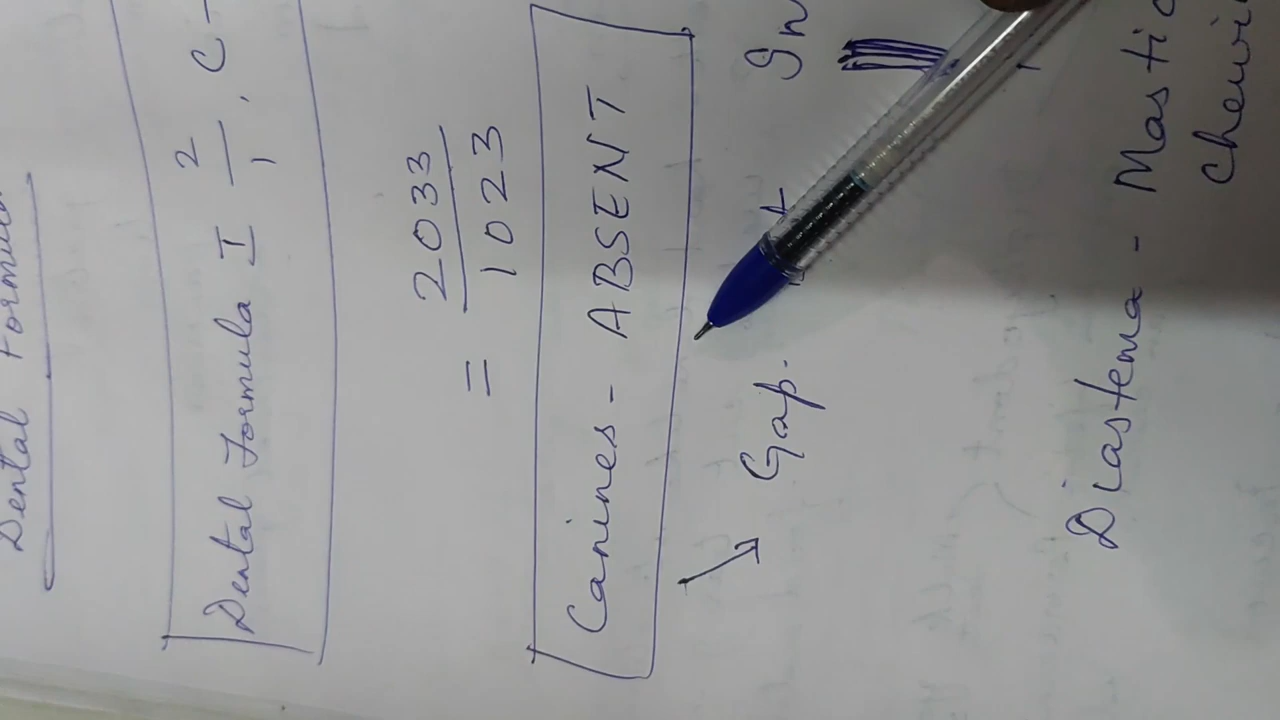 Dental Formula
Dental Formula I 2/1, C -
= 2033/1023
Canines - ABSENT
Gap.
Diastema - Mastic
Chewi